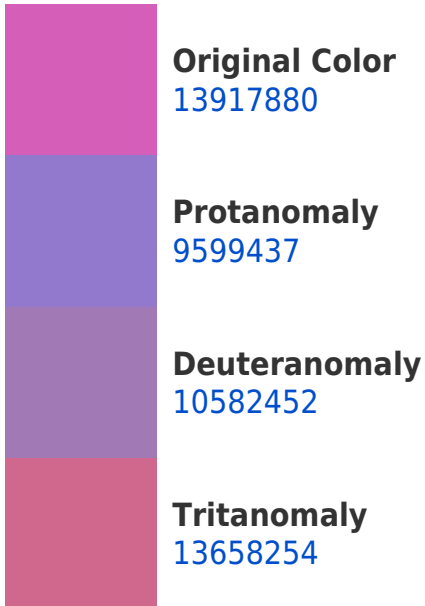 Original Color
13917880
Protanomaly
9599437
Deuteranomaly
10582452
Tritanomaly
13658254